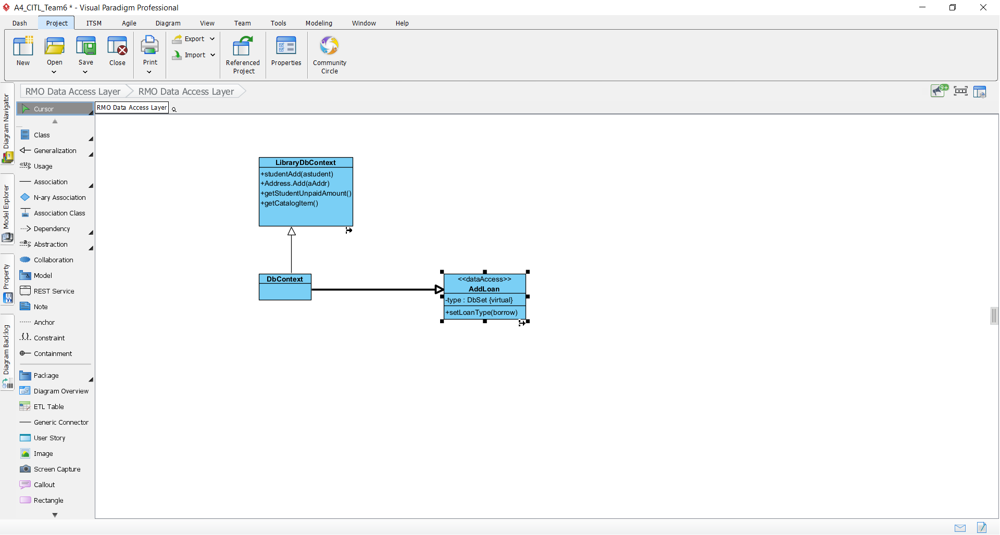 A4_CITL_Team6 * - Visual Paradigm Professional
Dash Project ITSM Agile Diagram View Team Tools Modeling Window Help
New
Open
Save
Close
Print
Export
Import
Referenced
Project
Properties
Community
Circle
RMO Data Access Layer
RMO Data Access Layer
9+
Diagram Navigator
Model Explorer
Property
Diagram Backlog
Cursor
RMO Data Access Layer
Class
Generalization
<<U>> Usage
Association
N-ary Association
Association Class
Dependency
<<a>> Abstraction
Collaboration
Model
REST Service
Note
Anchor
{.} Constraint
Containment
Package
Diagram Overview
ETL Table
Generic Connector
User Story
Image
Screen Capture
Callout
Rectangle
LibraryDbContext
+studentAdd(astudent)
+Address.Add(aAddr)
+getStudentUnpaidAmount()
+getCatalogItem()
DbContext
<<dataAccess>>
AddLoan
-type : DbSet {virtual}
+setLoanType(borrow)